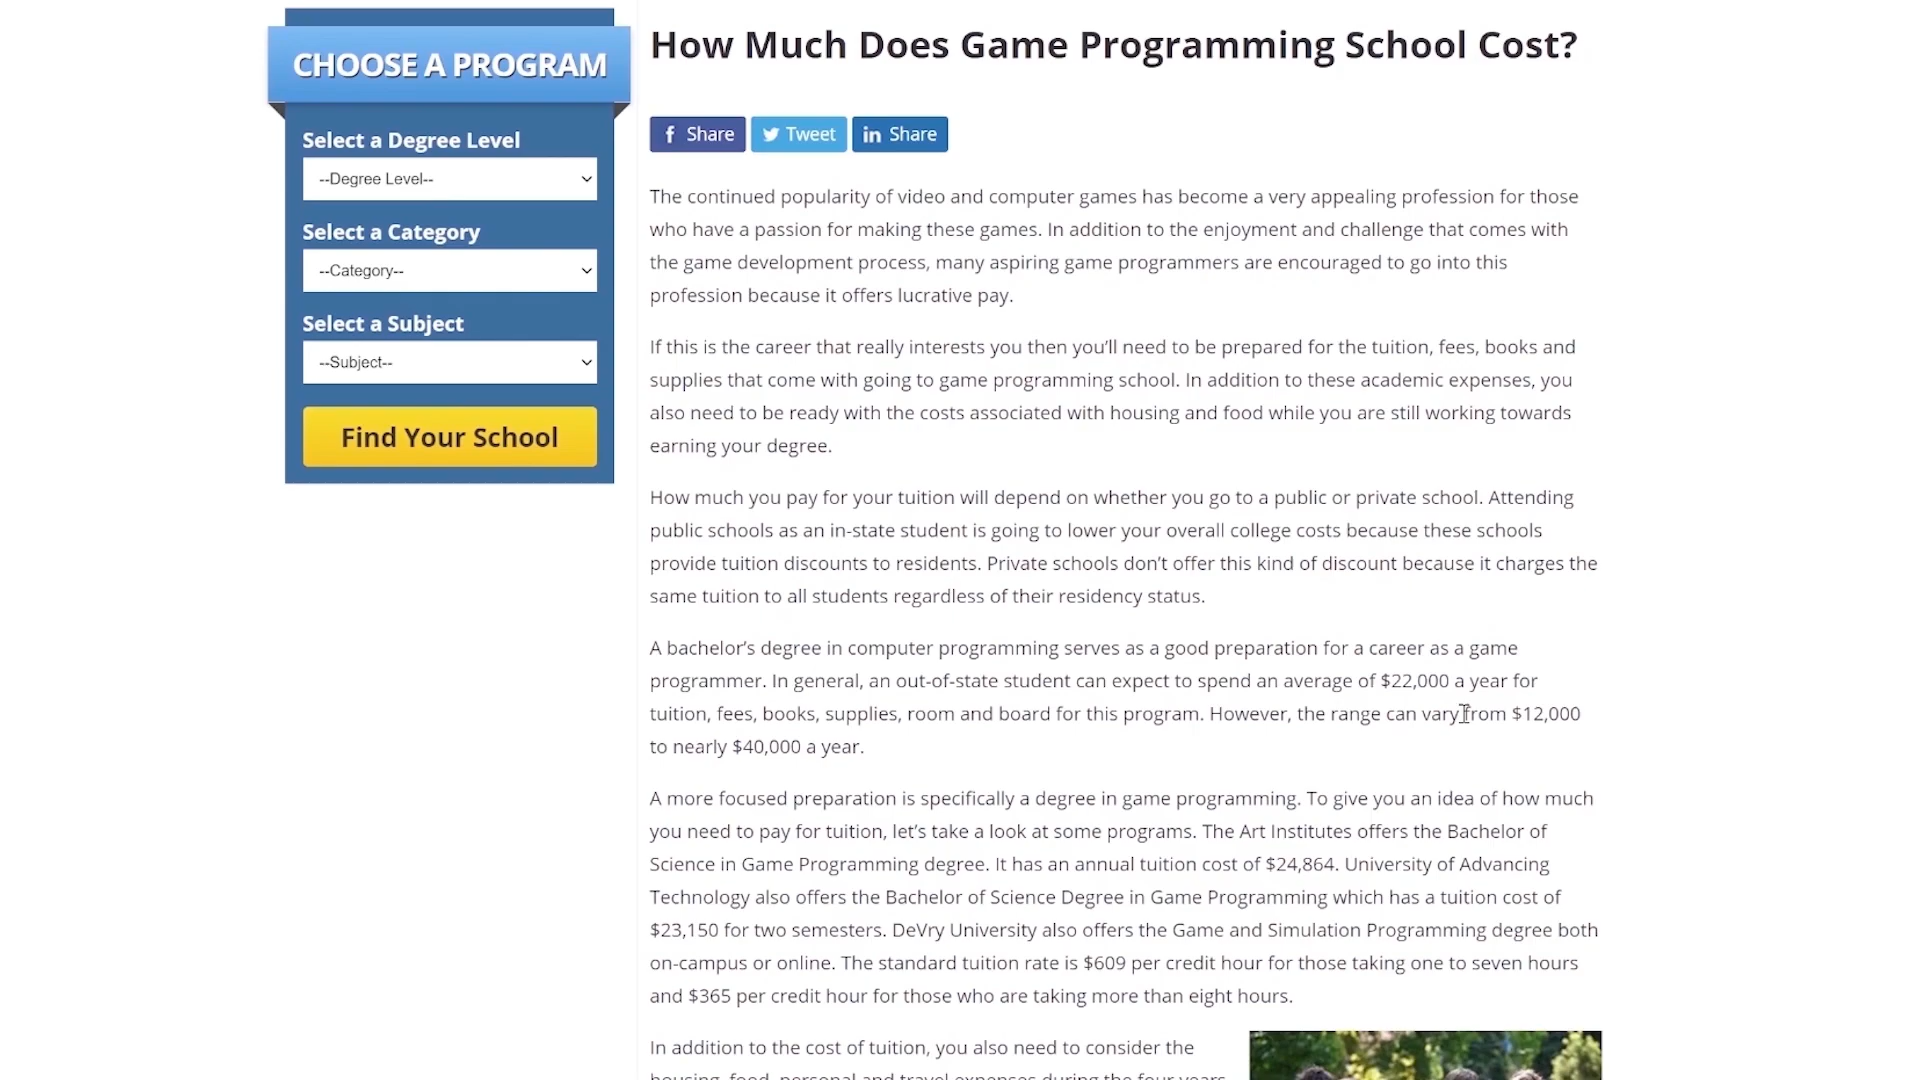 CHOOSE A PROGRAM
Select a Degree Level
--Degree Level--
Select a Category
--Category--
Select a Subject
--Subject--
Find Your School
How Much Does Game Programming School Cost?
Share
Tweet
Share
The continued popularity of video and computer games has become a very appealing profession for those
who have a passion for making these games. In addition to the enjoyment and challenge that comes with
the game development process, many aspiring game programmers are encouraged to go into this
profession because it offers lucrative pay.
If this is the career that really interests you then you’ll need to be prepared for the tuition, fees, books and
supplies that come with going to game programming school. In addition to these academic expenses, you
also need to be ready with the costs associated with housing and food while you are still working towards
earning your degree.
How much you pay for your tuition will depend on whether you go to a public or private school. Attending
public schools as an in-state student is going to lower your overall college costs because these schools
provide tuition discounts to residents. Private schools don’t offer this kind of discount because it charges the
same tuition to all students regardless of their residency status.
A bachelor’s degree in computer programming serves as a good preparation for a career as a game
programmer. In general, an out-of-state student can expect to spend an average of $22,000 a year for
tuition, fees, books, supplies, room and board for this program. However, the range can vary from $12,000
to nearly $40,000 a year.
A more focused preparation is specifically a degree in game programming. To give you an idea of how much
you need to pay for tuition, let’s take a look at some programs. The Art Institutes offers the Bachelor of
Science in Game Programming degree. It has an annual tuition cost of $24,864. University of Advancing
Technology also offers the Bachelor of Science Degree in Game Programming which has a tuition cost of
$23,150 for two semesters. DeVry University also offers the Game and Simulation Programming degree both
on-campus or online. The standard tuition rate is $609 per credit hour for those taking one to seven hours
and $365 per credit hour for those who are taking more than eight hours.
In addition to the cost of tuition, you also need to consider the
housing, food, personal and travel expenses during the four years